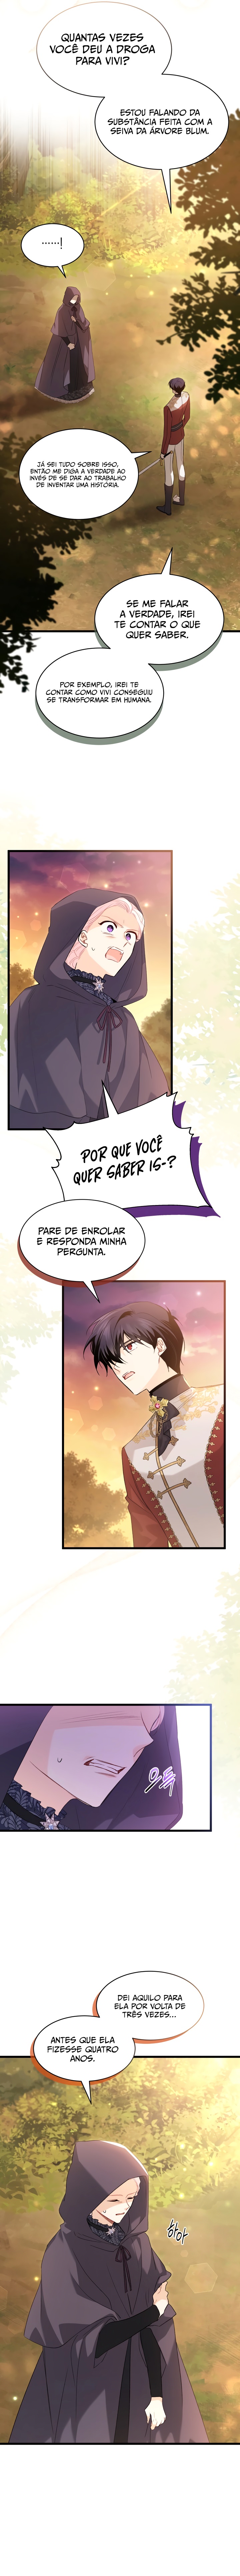 QUANTAS VEZES
VOCÊ DEU A DROGA
PARA VIVI?
ESTOU FALANDO DA
SUBSTÂNCIA FEITA COM A
SEIVA DA ÁRVORE BLUM.
......!
JÁ SEI TUDO SOBRE ISSO,
ENTÃO ME DIGA A VERDADE AO
INVÉS DE SE DAR AO TRABALHO
DE INVENTAR UMA HISTÓRIA.
SE ME FALAR
A VERDADE, IREI
TE CONTAR O QUE
QUER SABER.
POR EXEMPLO, IREI TE
CONTAR COMO VIVI CONSEGUIU
SE TRANSFORMAR EM HUMANA.
POR QUE VOCÊ
QUER SABER IS-?
PARE DE ENROLAR
E RESPONDA MINHA
PERGUNTA.
으득
DEI AQUILO PARA
ELA POR VOLTA DE
TRÊS VEZES...
ANTES QUE ELA
FIZESSE QUATRO
ANOS.
하아